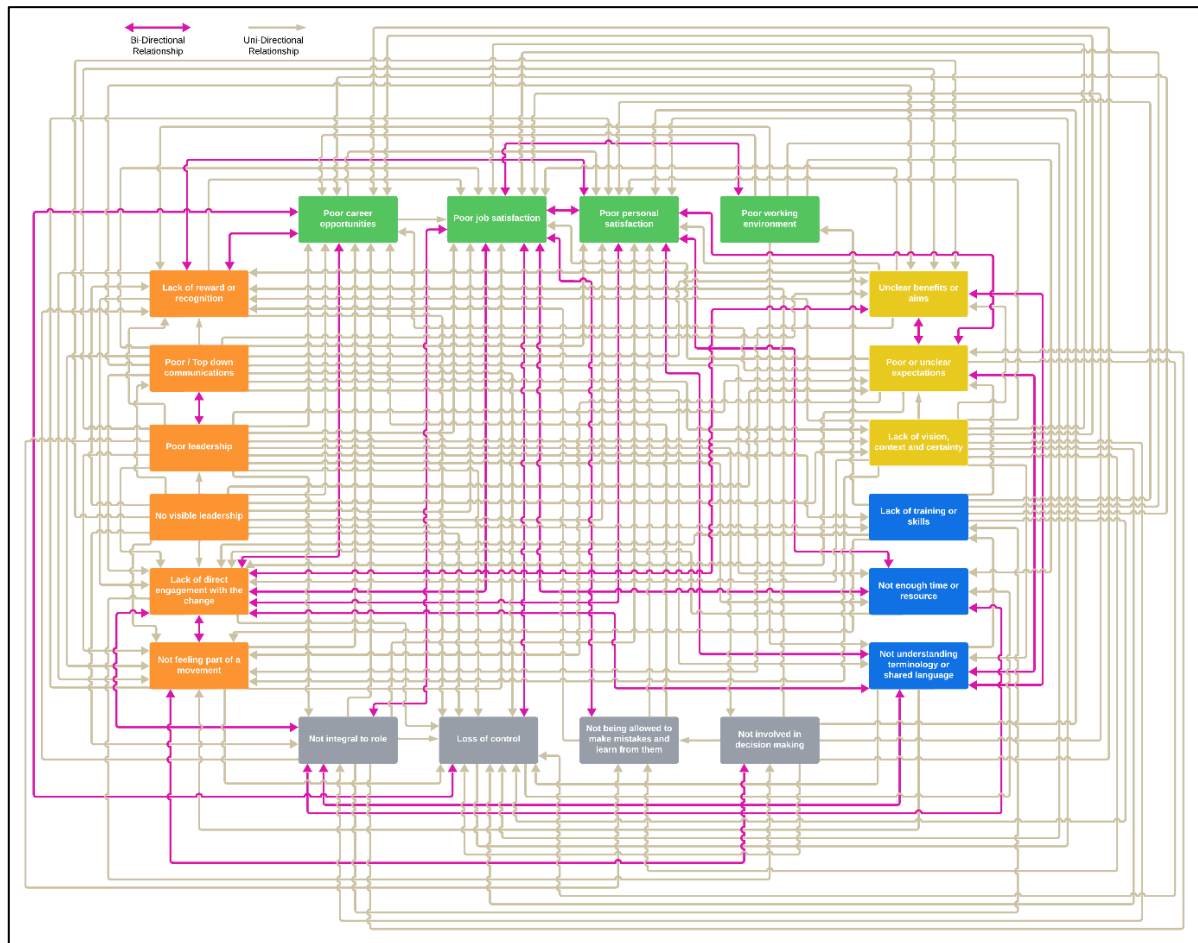 Bi-Directional
Relationship
Uni-Directional
Relationship
Poor career
opportunities
Poor job satisfaction
Poor personal
satisfaction
Poor working
environment
Lack of reward or
recognition
Unclear benefits or
aims
Poor / Top down
communications
Poor or unclear
expectations
Poor leadership
Lack of vision,
context and certainty
No visible leadership
Lack of training or
skills
Lack of direct
engagement with the
change
Not enough time or
resource
Not feeling part of a
movement
Not understanding
terminology or
shared language
Not integral to role
Loss of control
Not being allowed to
make mistakes and
learn from them
Not involved in
decision making